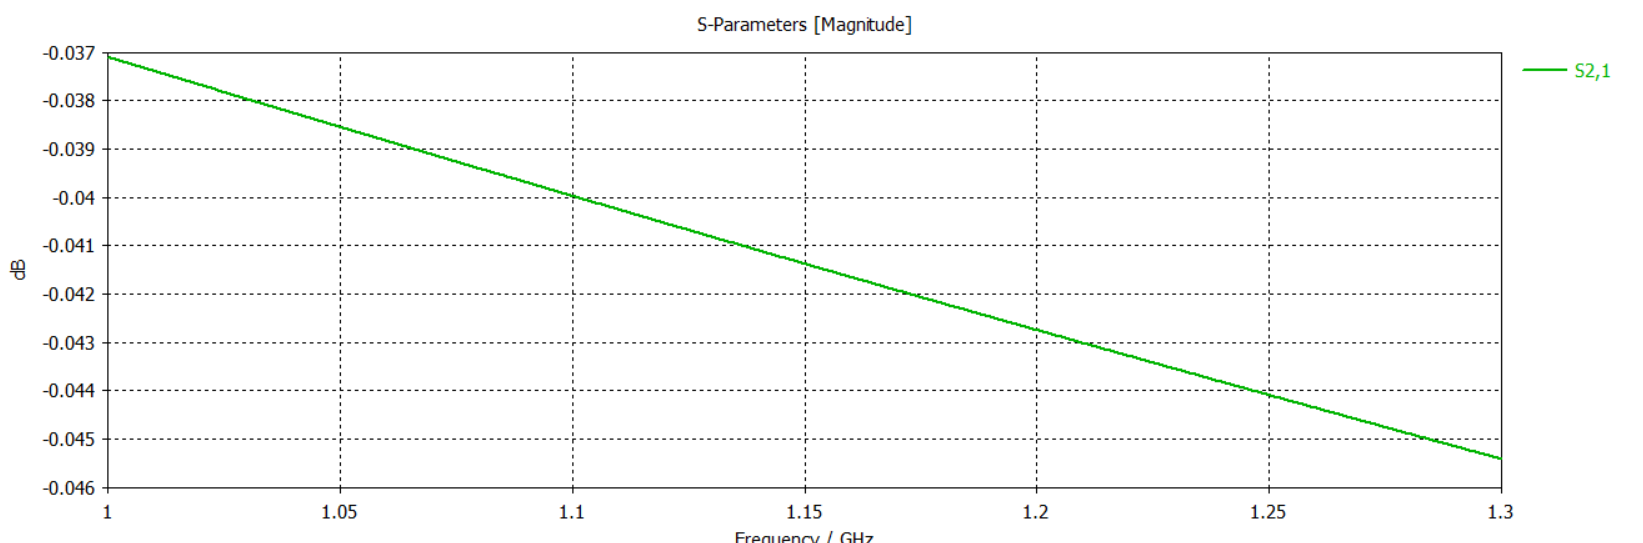 S-Parameters [Magnitude]
-0.037
S2,1
-0.038
-0.039
-0.04
-0.041
dB
-0.042
-0.043
-0.044
-0.045
-0.046
1 1.05 1.1 1.15 1.2 1.25 1.3
Frequency / GHz